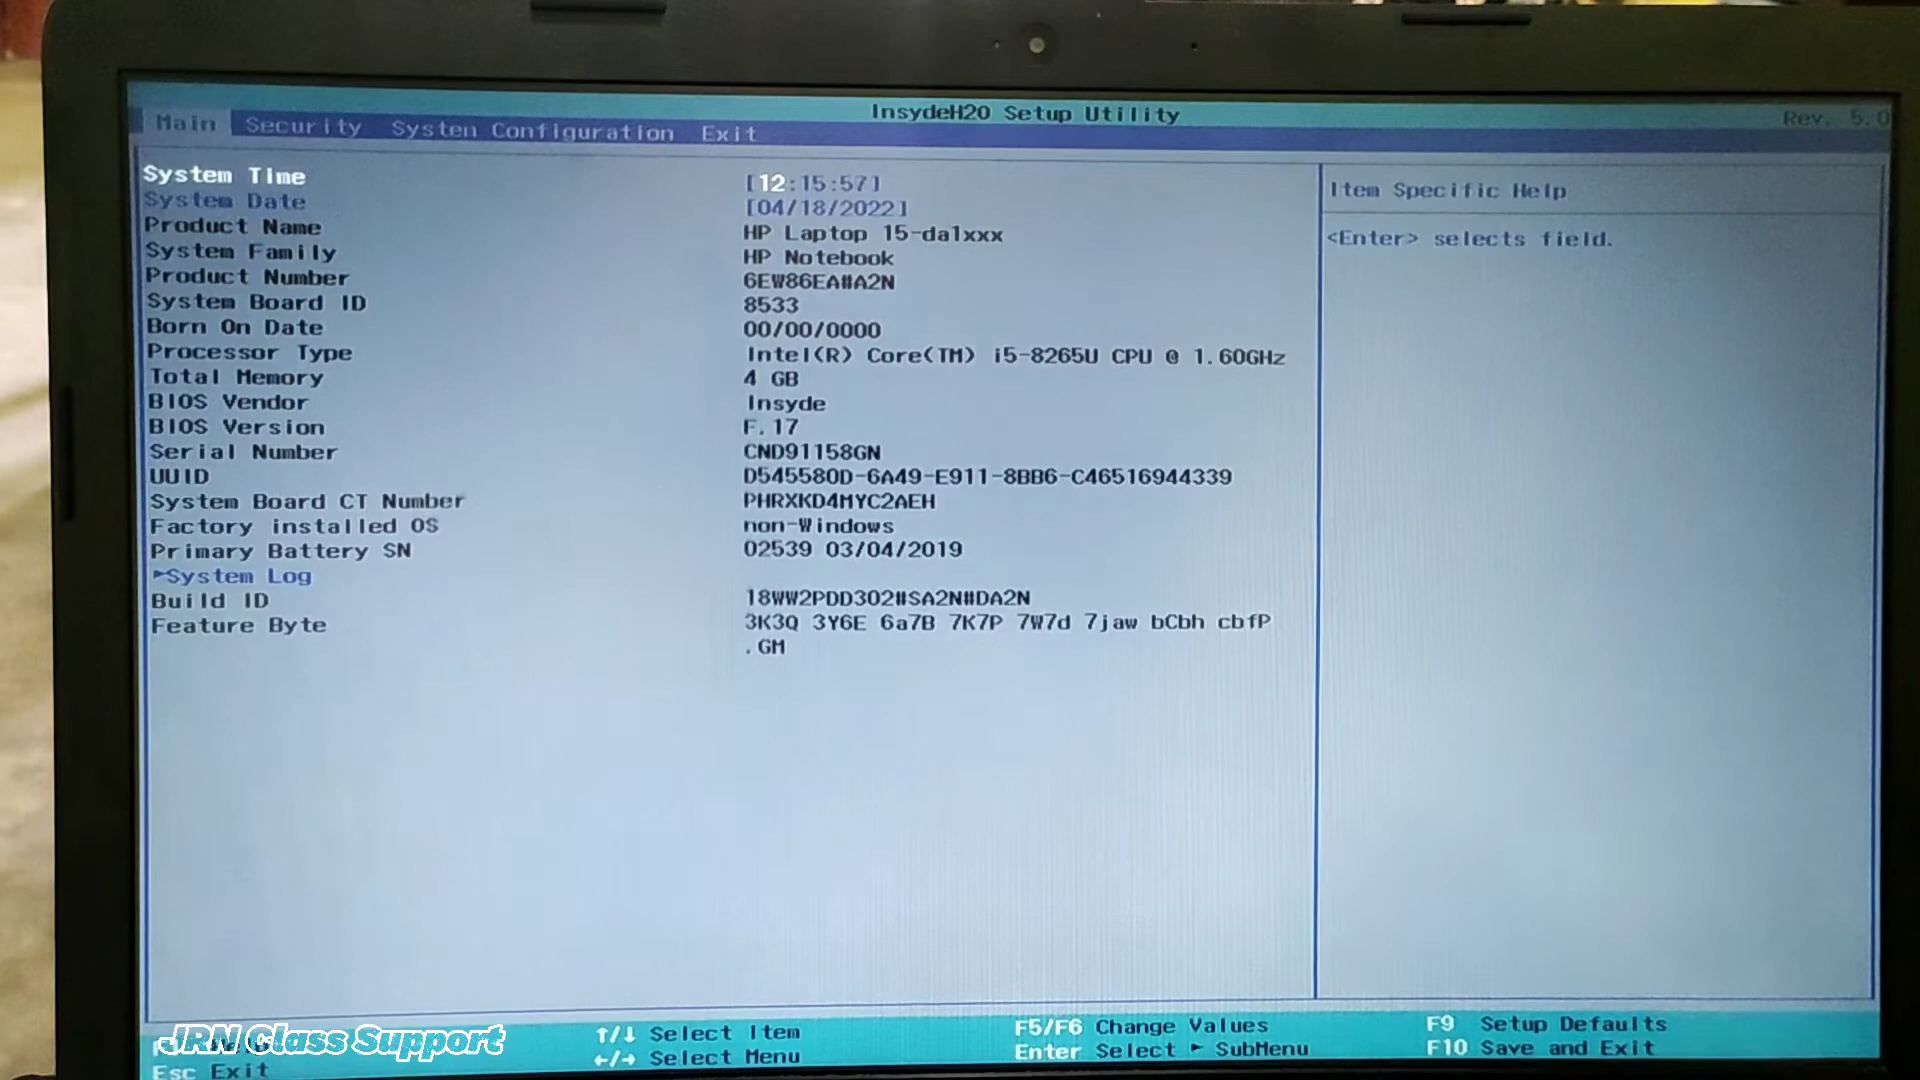 InsydeH20 Setup Utility Rev. 5.0
Main Security System Configuration Exit
System Time [12:15:57]
System Date [04/18/2022]
Product Name HP Laptop 15-da1xxx
System Family HP Notebook
Product Number 6EW86EA#A2N
System Board ID 8533
Born On Date 00/00/0000
Processor Type Intel(R) Core(TM) i5-8265U CPU @ 1.60GHz
Total Memory 4 GB
BIOS Vendor Insyde
BIOS Version F.17
Serial Number CND91158GN
UUID D545580D-6A49-E911-8BB6-C46516944339
System Board CT Number PHRXKD4MYC2AEH
Factory installed OS non-Windows
Primary Battery SN 02539 03/04/2019
►System Log
Build ID 18WW2PDD302#SA2N#DA2N
Feature Byte 3K3Q 3Y6E 6a7B 7K7P 7W7d 7jaw bCbh cbfP
.GM
Item Specific Help
<Enter> selects field.
JRN Class Support
↑/↓ Select Item F5/F6 Change Values F9 Setup Defaults
Esc Exit ←/→ Select Menu Enter Select ► SubMenu F10 Save and Exit